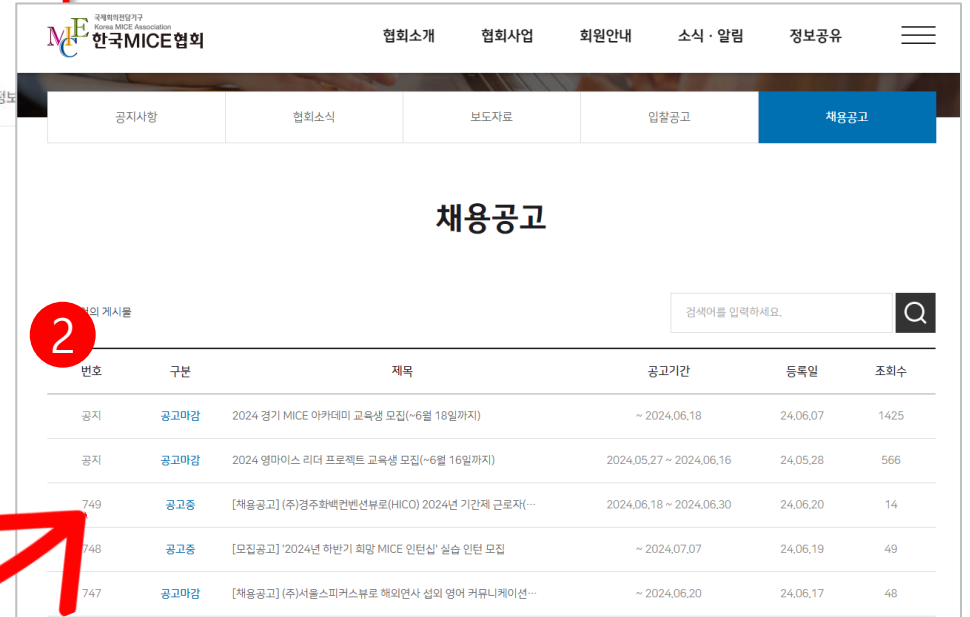 국제회의전담기구
Korea MICE Association
MICE 한국MICE협회
협회소개 협회사업 회원안내 소식 · 알림 정보공유
정보
공지사항 협회소식 보도자료 입찰공고 채용공고
채용공고
의 게시물 검색어를 입력하세요.
2
번호 구분 제목 공고기간 등록일 조회수
공지 공고마감 2024 경기 MICE 아카데미 교육생 모집(~6월 18일까지) ~ 2024.06.18 24.06.07 1425
공지 공고마감 2024 영마이스 리더 프로젝트 교육생 모집(~6월 16일까지) 2024.05.27 ~ 2024.06.16 24.05.28 566
749 공고중 [채용공고] (주)경주화백컨벤션뷰로(HICO) 2024년 기간제 근로자(··· 2024.06.18 ~ 2024.06.30 24.06.20 14
748 공고중 [모집공고] '2024년 하반기 희망 MICE 인턴십' 실습 인턴 모집 ~ 2024.07.07 24.06.19 49
747 공고마감 [채용공고] (주)서울스피커스뷰로 해외연사 섭외 영어 커뮤니케이션··· ~ 2024.06.20 24.06.17 48